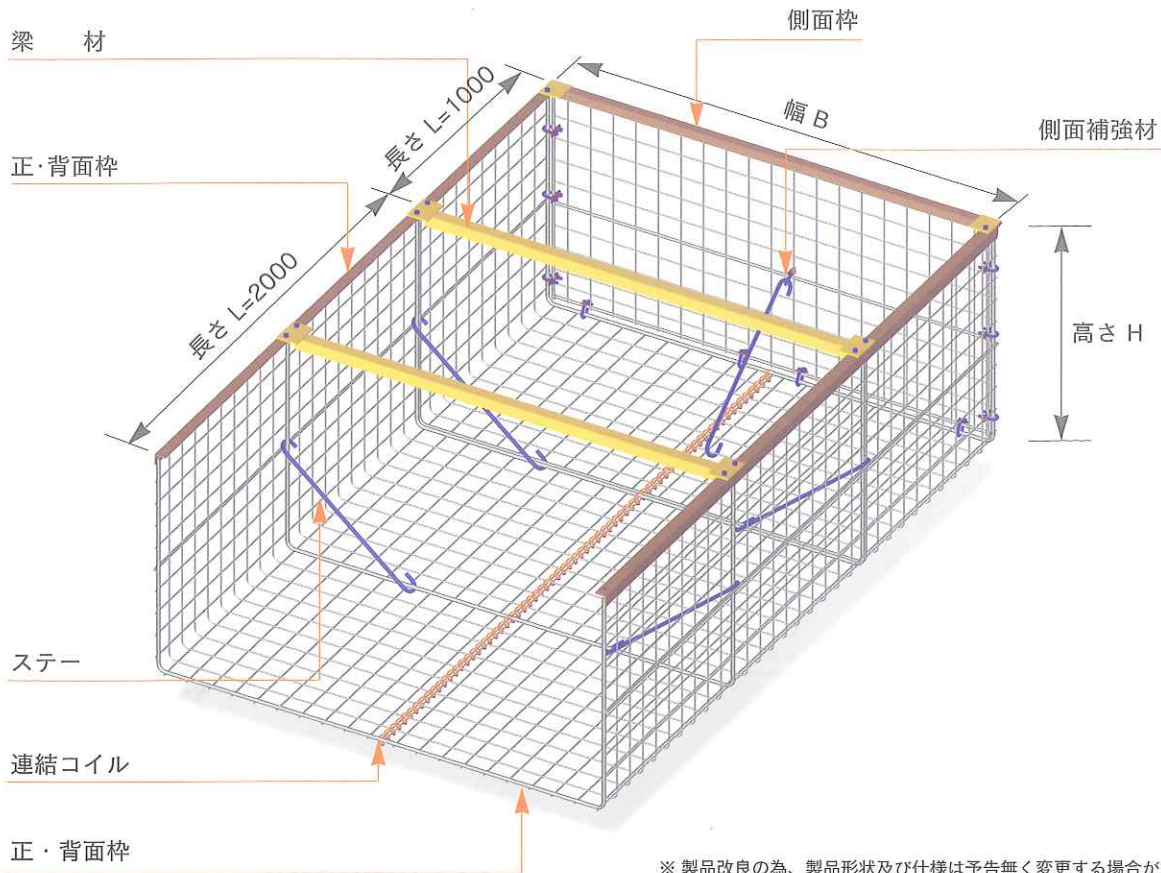 側面枠
梁　　材
長さ L=1000
幅 B
側面補強材
正・背面枠
長さ L=2000
高さ H
ステー
連結コイル
正・背面枠
※ 製品改良の為、製品形状及び仕様は予告無く変更する場合が